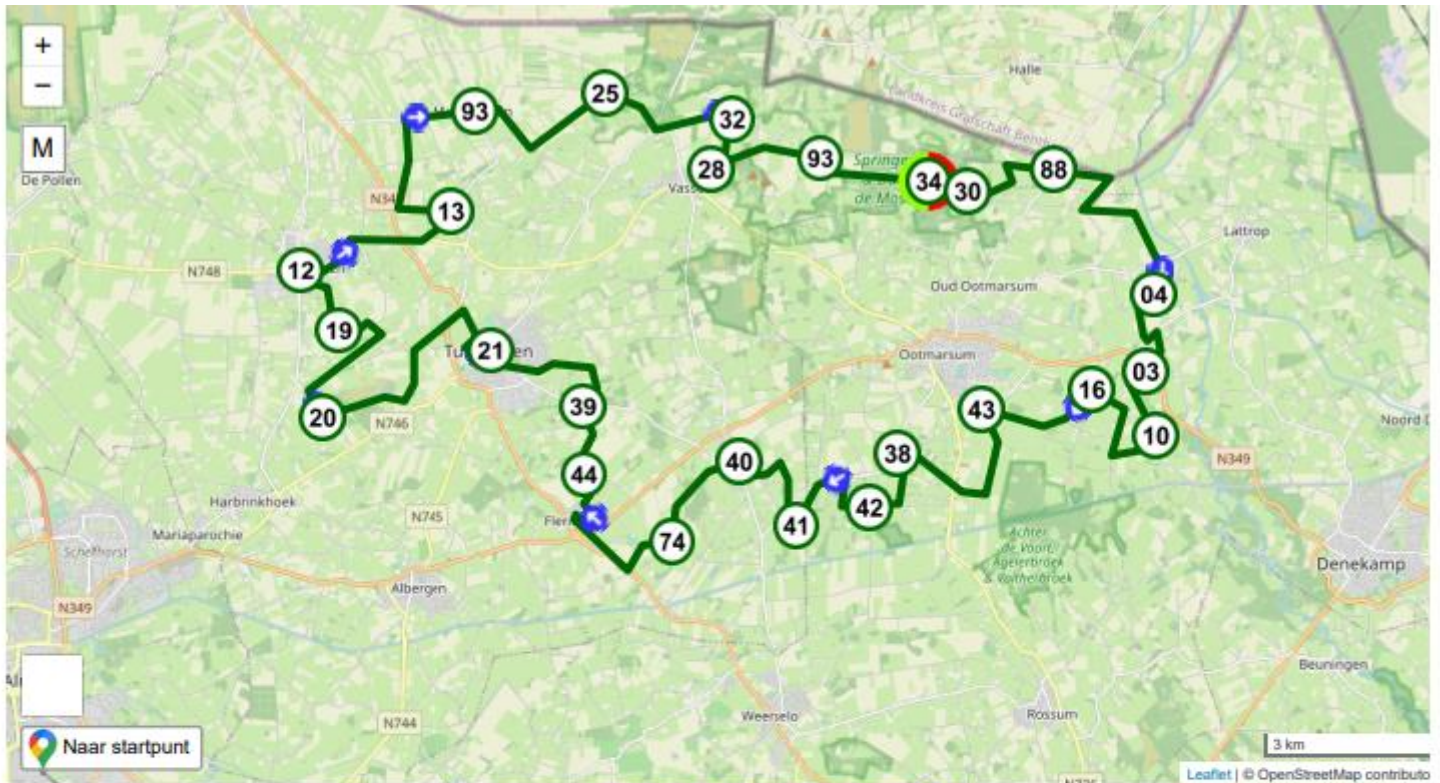 +
−
M
Halle
Landkreis Grafschaft Benth
93
25
32
De Pollen
N34
28
Vass
93
Springe
de Mos
34
30
88
13
Lattrop
12
N748
19
Oud Ootmarsum
04
21
Ootmarsum
03
20
N746
39
16
43
10
Noord D
N349
40
38
44
42
41
74
Harbrinkhoek
N745
Mariaparochie
Achter
de Voort,
Agelerbroek
& Voltherbroek
Denekamp
Albergen
N349
Beuningen
N744
Weerselo
Rossum
Naar startpunt
3 km
Leaflet | © OpenStreetMap contributo